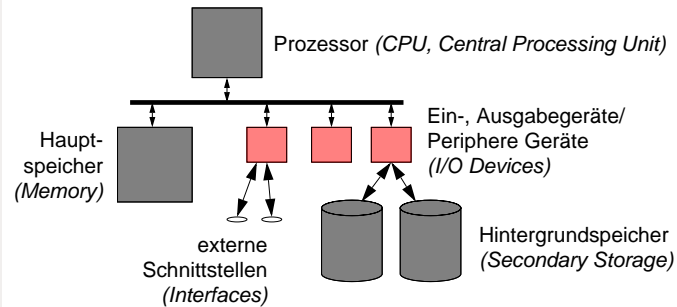 Prozessor (CPU, Central Processing Unit)
Haupt-
speicher
(Memory)
Ein-, Ausgabegeräte/
Periphere Geräte
(I/O Devices)
externe
Schnittstellen
(Interfaces)
Hintergrundspeicher
(Secondary Storage)